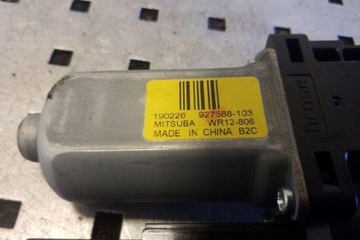 190226 927588-103
MITSUBA WR12-806
MADE IN CHINA B2C